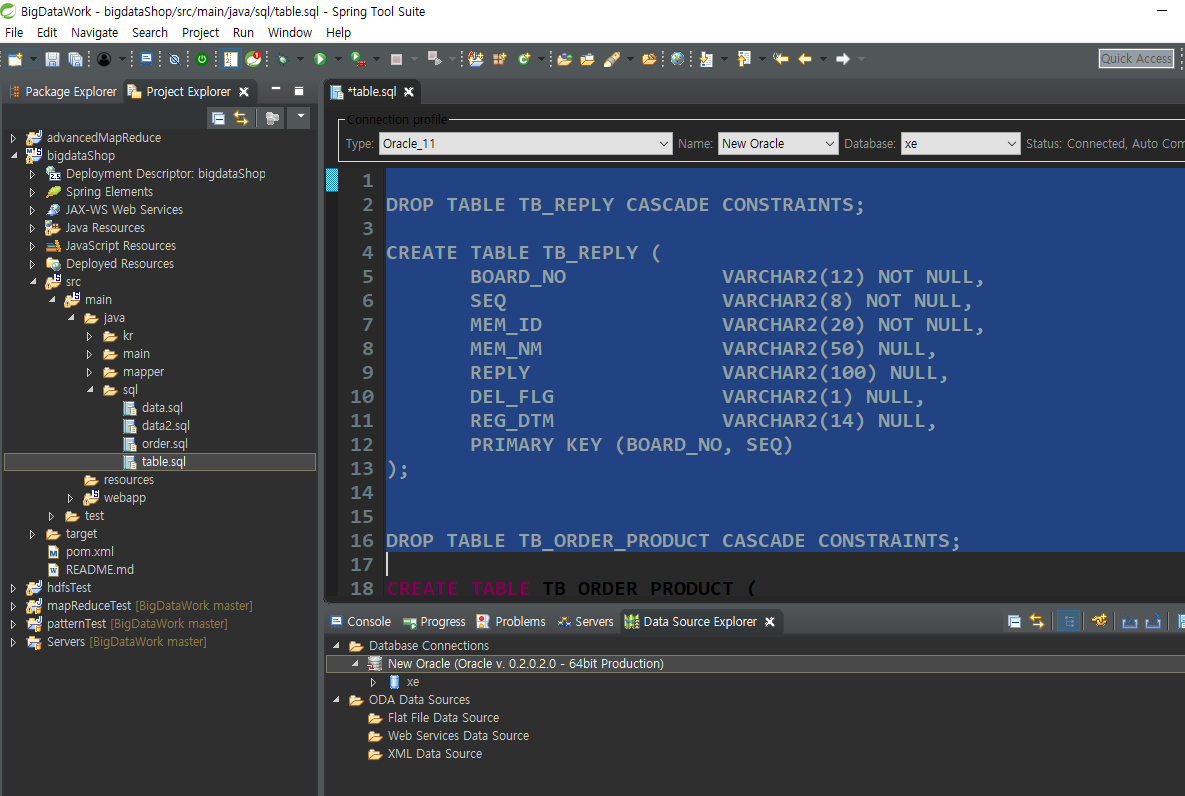 BigDataWork - bigdataShop/src/main/java/sql/table.sql - Spring Tool Suite
File Edit Navigate Search Project Run Window Help
Quick Access
Package Explorer Project Explorer
advancedMapReduce
bigdataShop
Deployment Descriptor: bigdataShop
Spring Elements
JAX-WS Web Services
Java Resources
JavaScript Resources
Deployed Resources
src
main
java
kr
main
mapper
sql
data.sql
data2.sql
order.sql
table.sql
resources
webapp
test
target
pom.xml
README.md
hdfsTest
mapReduceTest [BigDataWork master]
patternTest [BigDataWork master]
Servers [BigDataWork master]
*table.sql
Connection profile
Type: Oracle_11 Name: New Oracle Database: xe Status: Connected, Auto Com
1
2 DROP TABLE TB_REPLY CASCADE CONSTRAINTS;
3
4 CREATE TABLE TB_REPLY (
5 BOARD_NO VARCHAR2(12) NOT NULL,
6 SEQ VARCHAR2(8) NOT NULL,
7 MEM_ID VARCHAR2(20) NOT NULL,
8 MEM_NM VARCHAR2(50) NULL,
9 REPLY VARCHAR2(100) NULL,
10 DEL_FLG VARCHAR2(1) NULL,
11 REG_DTM VARCHAR2(14) NULL,
12 PRIMARY KEY (BOARD_NO, SEQ)
13 );
14
15
16 DROP TABLE TB_ORDER_PRODUCT CASCADE CONSTRAINTS;
17
18 CREATE TABLE TB_ORDER_PRODUCT (
Console Progress Problems Servers Data Source Explorer
Database Connections
New Oracle (Oracle v. 0.2.0.2.0 - 64bit Production)
xe
ODA Data Sources
Flat File Data Source
Web Services Data Source
XML Data Source